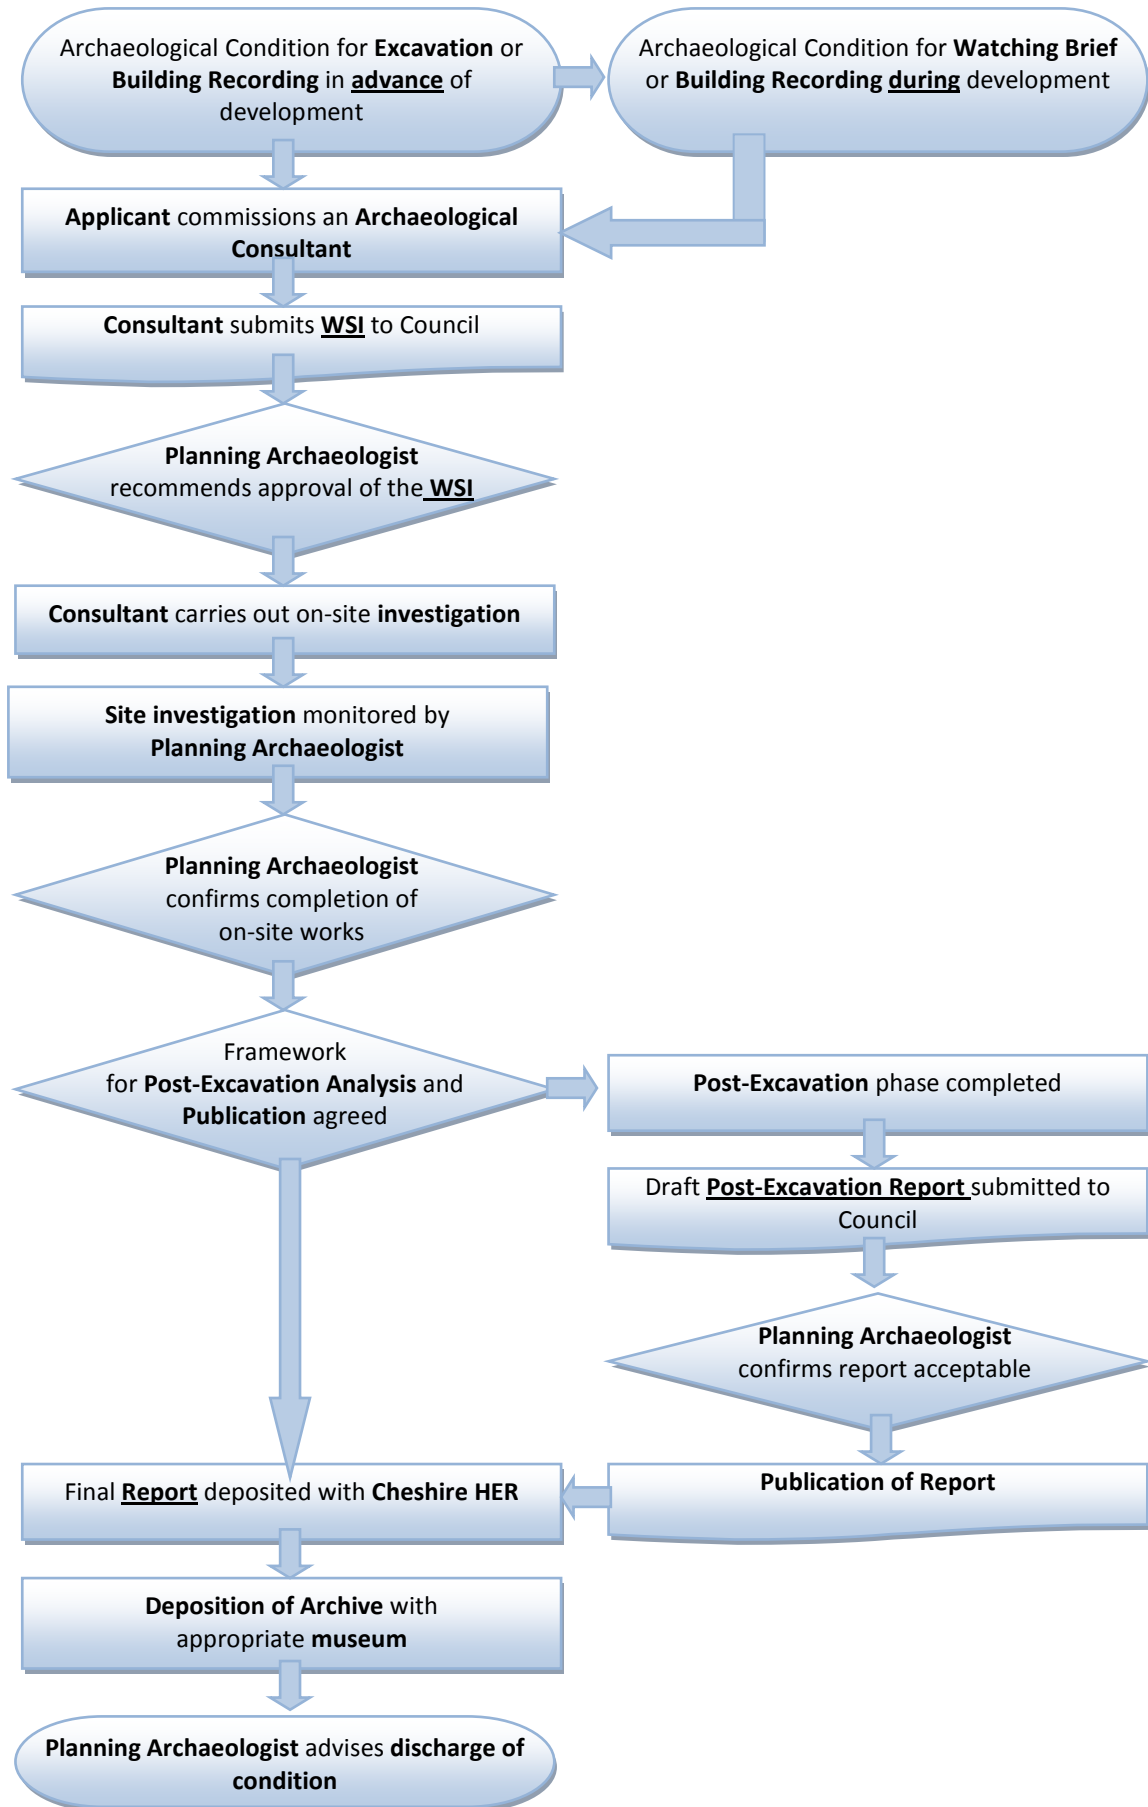 Archaeological Condition for Excavation or
Building Recording in advance of
development
Archaeological Condition for Watching Brief
or Building Recording during development
Applicant commissions an Archaeological
Consultant
Consultant submits WSI to Council
Planning Archaeologist
recommends approval of the WSI
Consultant carries out on-site investigation
Site investigation monitored by
Planning Archaeologist
Planning Archaeologist
confirms completion of
on-site works
Framework
for Post-Excavation Analysis and
Publication agreed
Post-Excavation phase completed
Draft Post-Excavation Report submitted to
Council
Planning Archaeologist
confirms report acceptable
Publication of Report
Final Report deposited with Cheshire HER
Deposition of Archive with
appropriate museum
Planning Archaeologist advises discharge of
condition